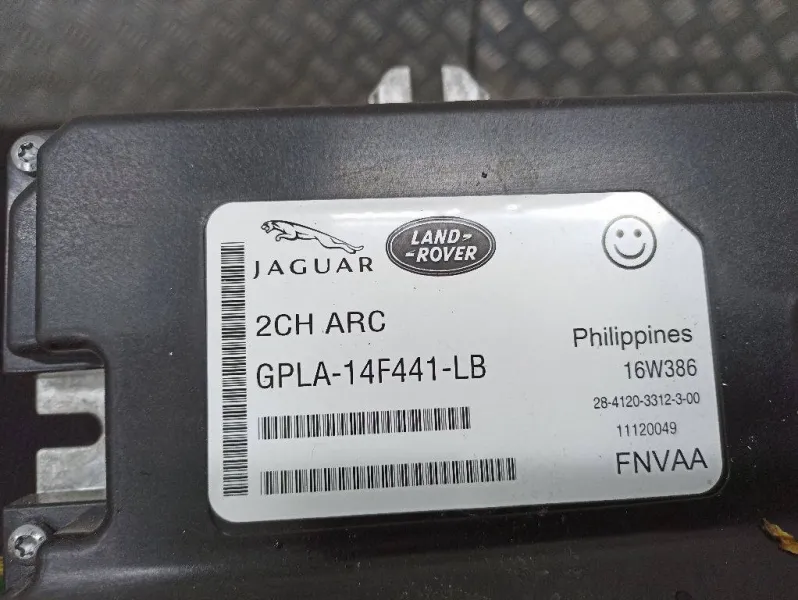 JAGUAR
LAND-
-ROVER
2CH ARC
GPLA-14F441-LB
Philippines
16W386
28-4120-3312-3-00
11120049
FNVAA